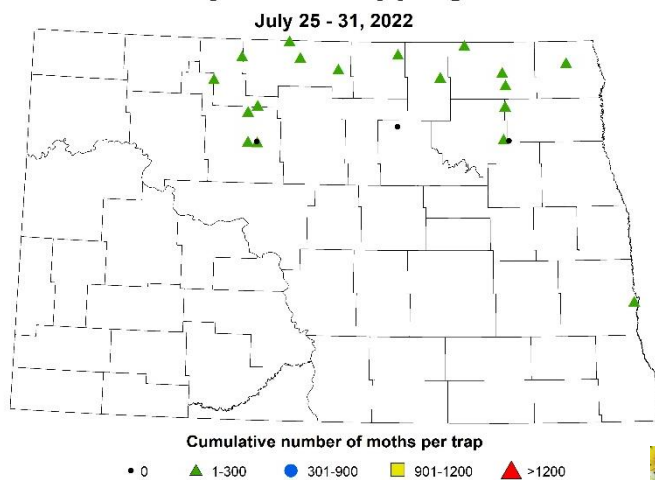 July 25 - 31, 2022
Cumulative number of moths per trap
0 1-300 301-900 901-1200 >1200